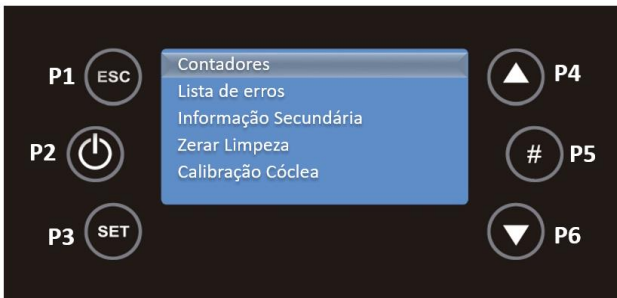 P1 ESC
P2
P3 SET
Contadores
Lista de erros
Informação Secundária
Zerar Limpeza
Calibração Cóclea
P4
# P5
P6